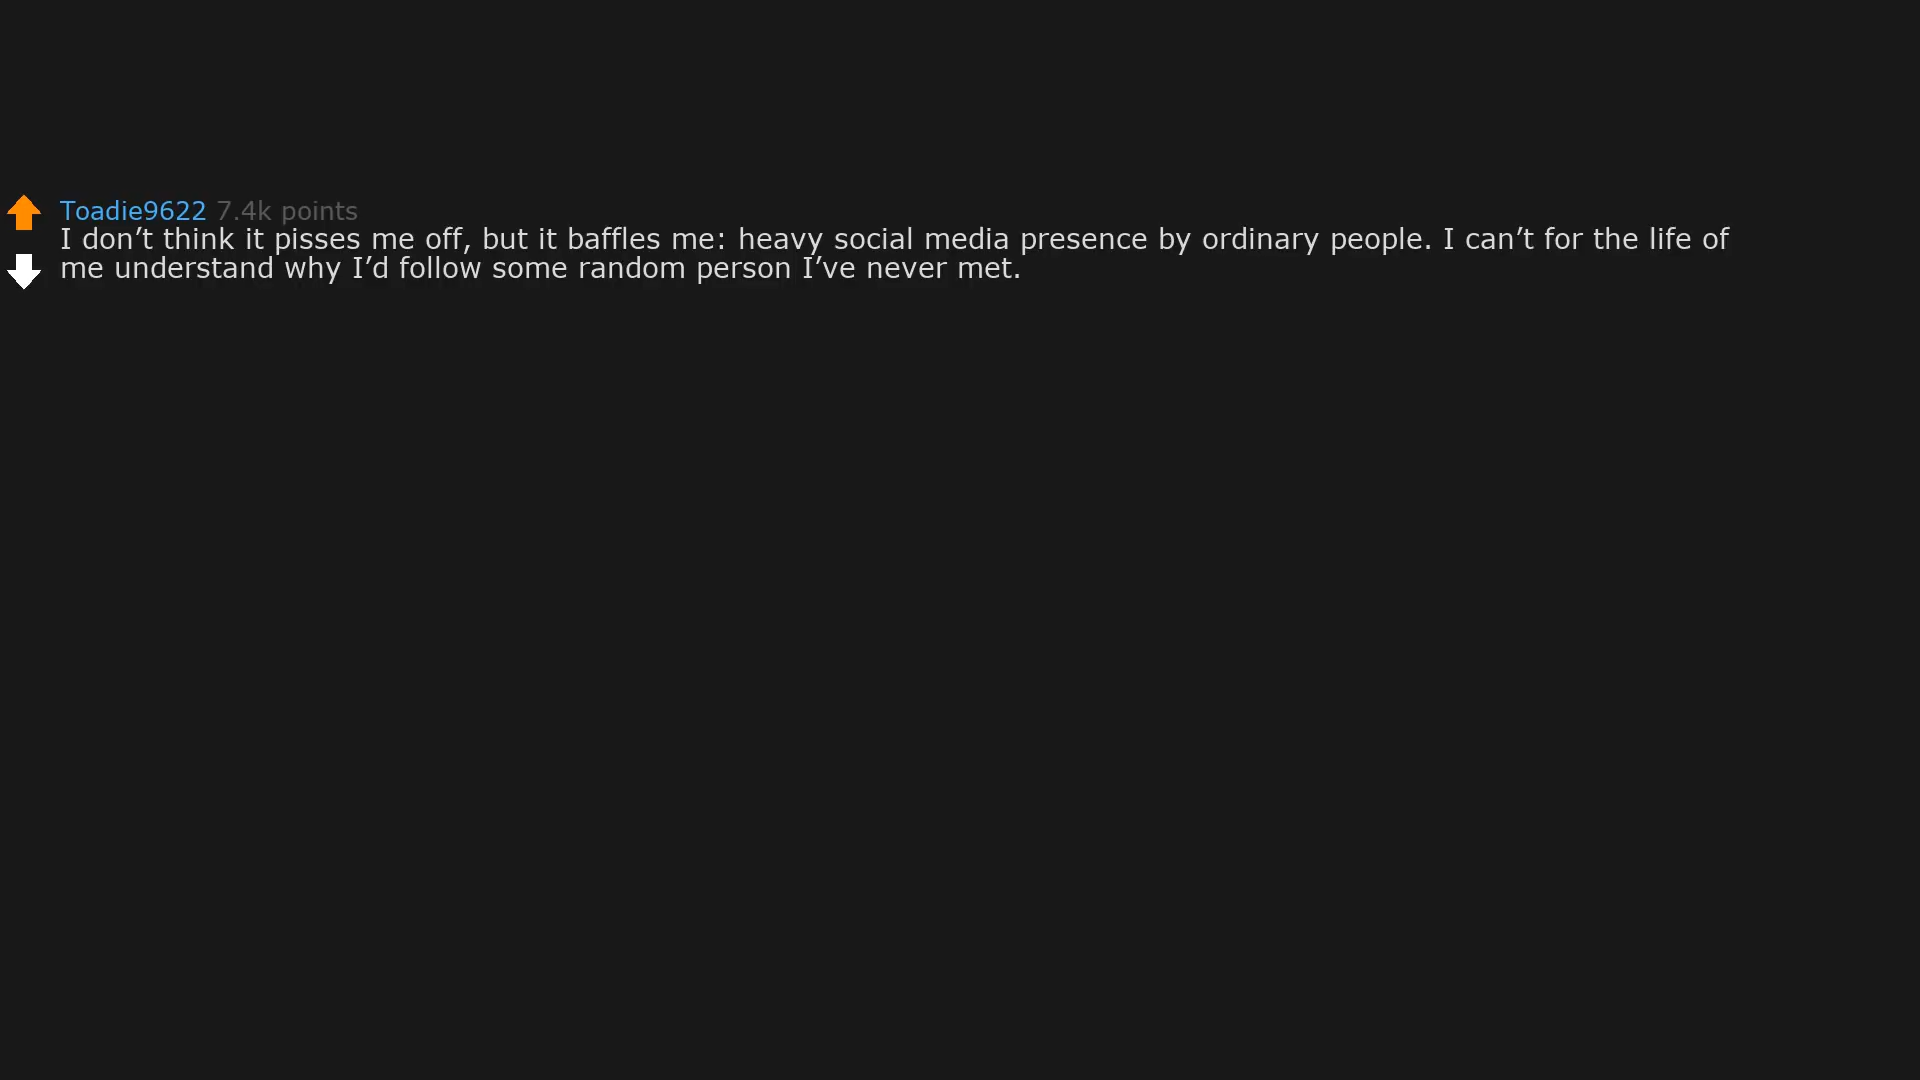 Toadie9622 7.4k points
I don’t think it pisses me off, but it baffles me: heavy social media presence by ordinary people. I can’t for the life of
me understand why I’d follow some random person I’ve never met.